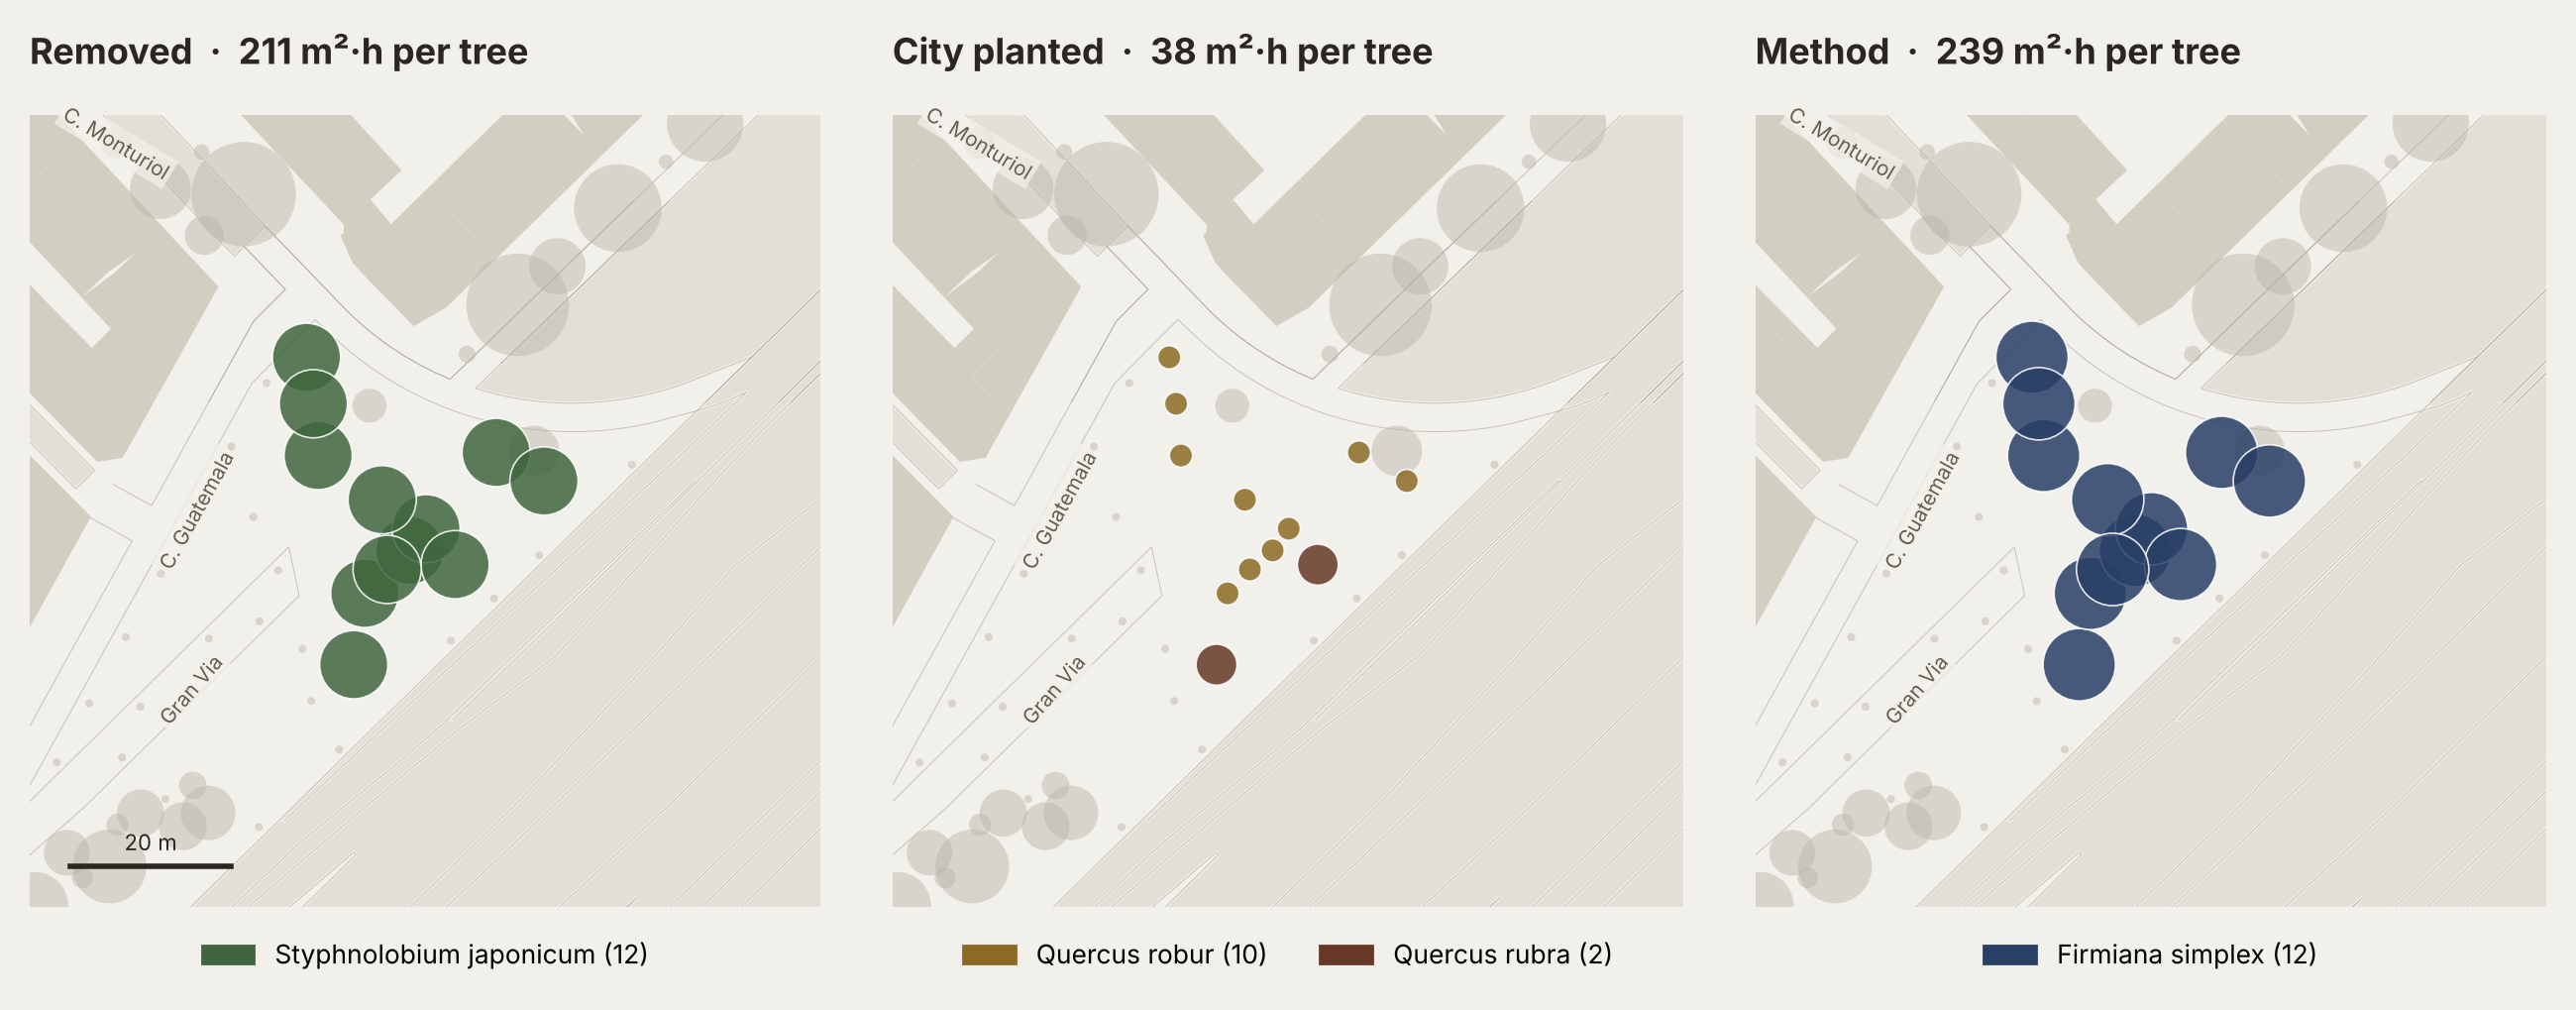 Removed · 211 m²·h per tree
City planted · 38 m²·h per tree
Method · 239 m²·h per tree
C. Monturiol
C. Guatemala
Gran Via
20 m
C. Monturiol
C. Guatemala
Gran Via
C. Monturiol
C. Guatemala
Gran Via
Styphnolobium japonicum (12)
Quercus robur (10)
Quercus rubra (2)
Firmiana simplex (12)